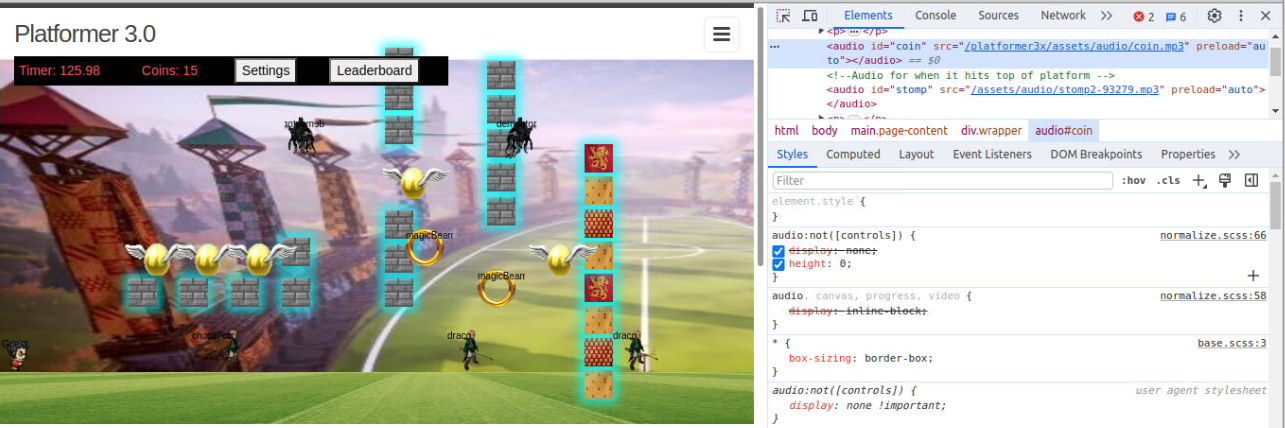 Platformer 3.0
Timer: 125.98 Coins: 15 Settings Leaderboard
magicBeam
magicBeam
draco
draco
Elements Console Sources Network 2 6
<p> … </p>
<audio id="coin" src="/platformer3x/assets/audio/coin.mp3" preload="au
to"></audio> == $0
<!--Audio for when it hits top of platform -->
<audio id="stomp" src="/assets/audio/stomp2-93279.mp3" preload="auto">
</audio>
html body main.page-content div.wrapper audio#coin
Styles Computed Layout Event Listeners DOM Breakpoints Properties
Filter :hov .cls
element.style {
}
audio:not([controls]) { normalize.scss:66
display: none;
height: 0;
}
audio, canvas, progress, video { normalize.scss:58
display: inline-block;
}
* { base.scss:3
box-sizing: border-box;
}
audio:not([controls]) { user agent stylesheet
display: none !important;
}